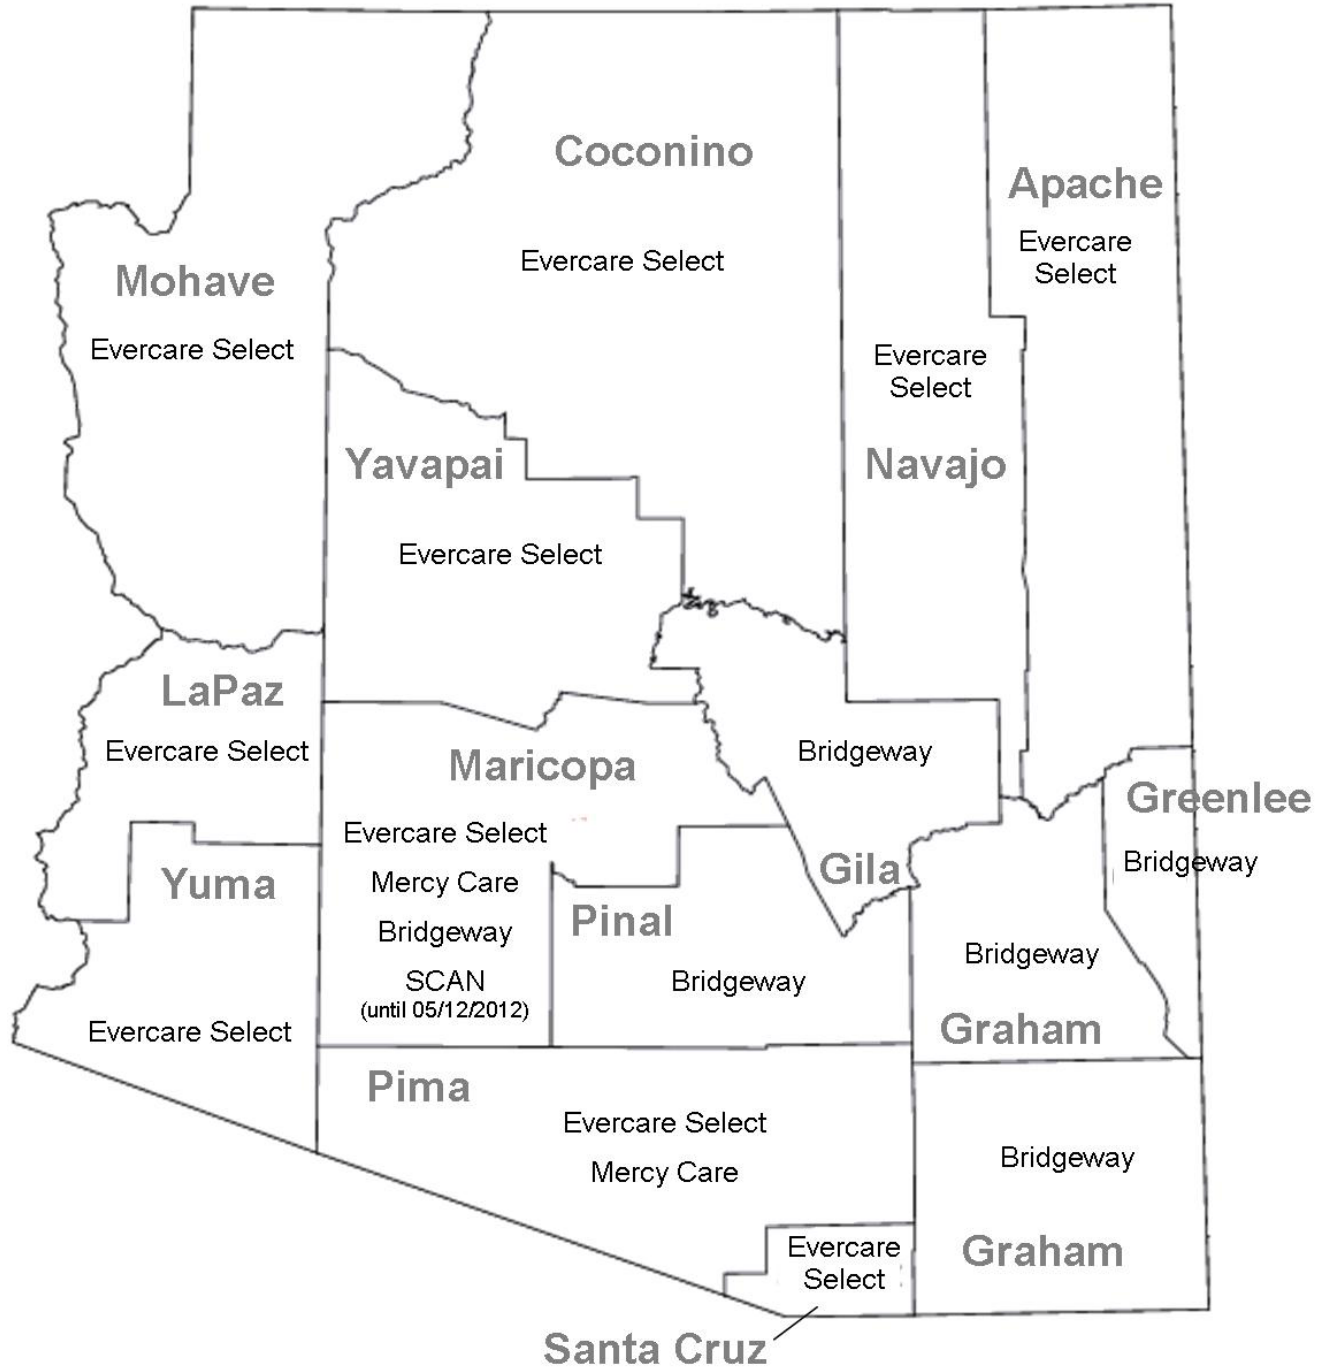 Coconino
Evercare Select
Apache
Evercare
Select
Mohave
Evercare Select
Evercare
Select
Navajo
Yavapai
Evercare Select
LaPaz
Evercare Select
Maricopa
Evercare Select
Mercy Care
Bridgeway
SCAN
(until 05/12/2012)
Bridgeway
Gila
Greenlee
Bridgeway
Yuma
Evercare Select
Pinal
Bridgeway
Bridgeway
Graham
Pima
Evercare Select
Mercy Care
Bridgeway
Graham
Evercare
Select
Santa Cruz